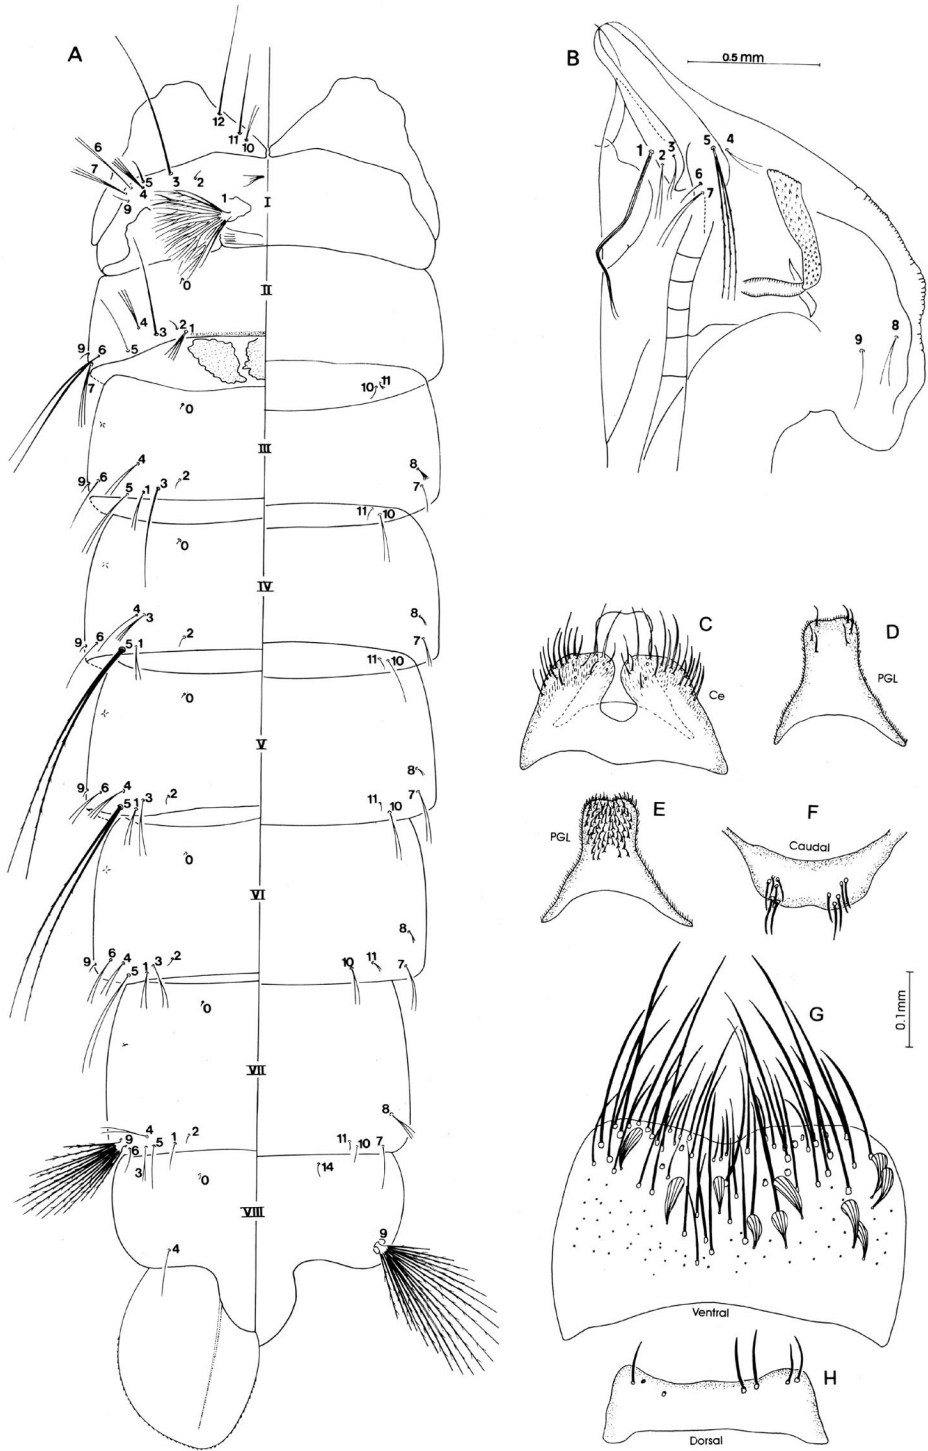 A
12
11 10
6
7
5
4
3
2
9
1
I
0
II
4
3
2 1
5
9 6
7
10 11
0
III
4
9 6
5 1 3 2
8
7
11 10
0
IV
4
3
9 6
5 1
2
8
7
11 10
0
V
9 6 4
5 1 3 2
8
7
11
10
0
VI
9 6 4
5 1 3 2
8
10 11 7
0
VII
4
9
6
5
3
1 2
8
11 10 7
0
14
VIII
4
9
B
0.5 mm
1
2
3
5 4
6
7
9
8
C
Ce
D
PGL
E
PGL
F
Caudal
G
0.1mm
Ventral
H
Dorsal